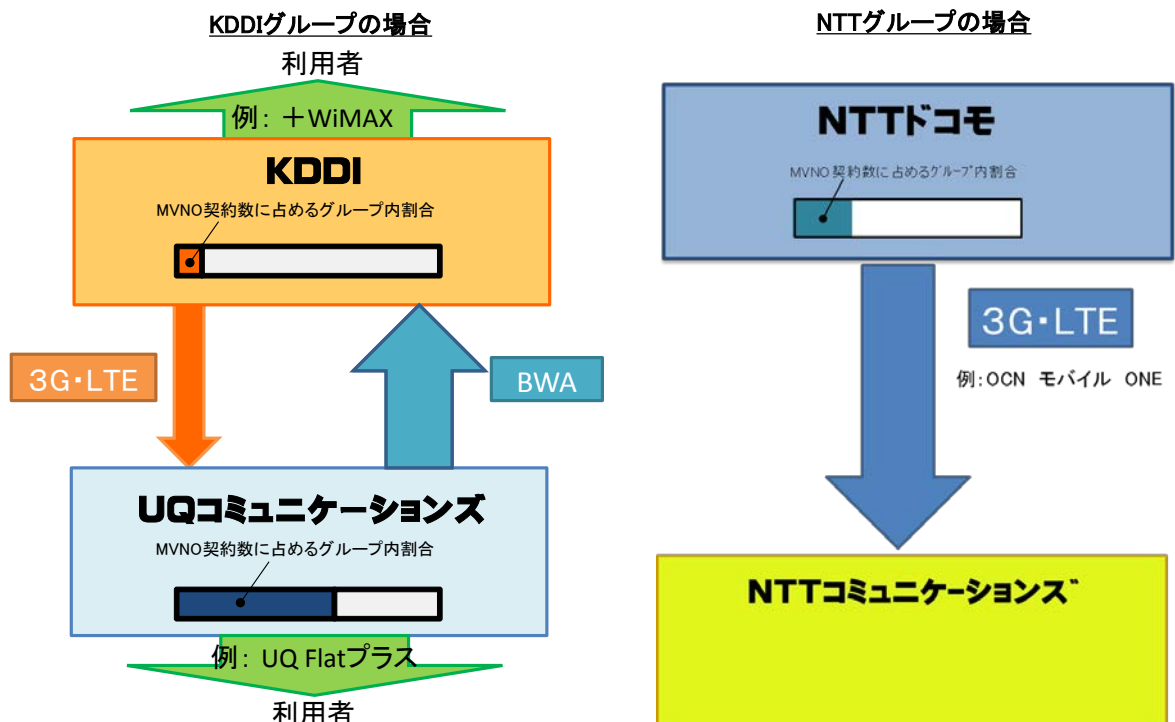 KDDIグループの場合
利用者
例： ＋WiMAX
KDDI
MVNO契約数に占めるグループ内割合
3G・LTE
BWA
UQコミュニケーションズ
MVNO契約数に占めるグループ内割合
例： UQ Flatプラス
利用者
NTTグループの場合
NTTドコモ
MVNO契約数に占めるグループ内割合
3G・LTE
例：OCN モバイル ONE
NTTコミュニケーションズ